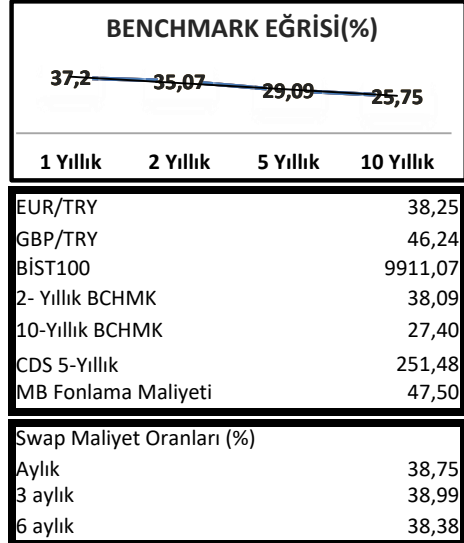 BENCHMARK EĞRİSİ(%)
37,2 35,07 29,09 25,75
1 Yıllık 2 Yıllık 5 Yıllık 10 Yıllık
EUR/TRY 38,25
GBP/TRY 46,24
BİST100 9911,07
2- Yıllık BCHMK 38,09
10-Yıllık BCHMK 27,40
CDS 5-Yıllık 251,48
MB Fonlama Maliyeti 47,50
Swap Maliyet Oranları (%)
Aylık 38,75
3 aylık 38,99
6 aylık 38,38